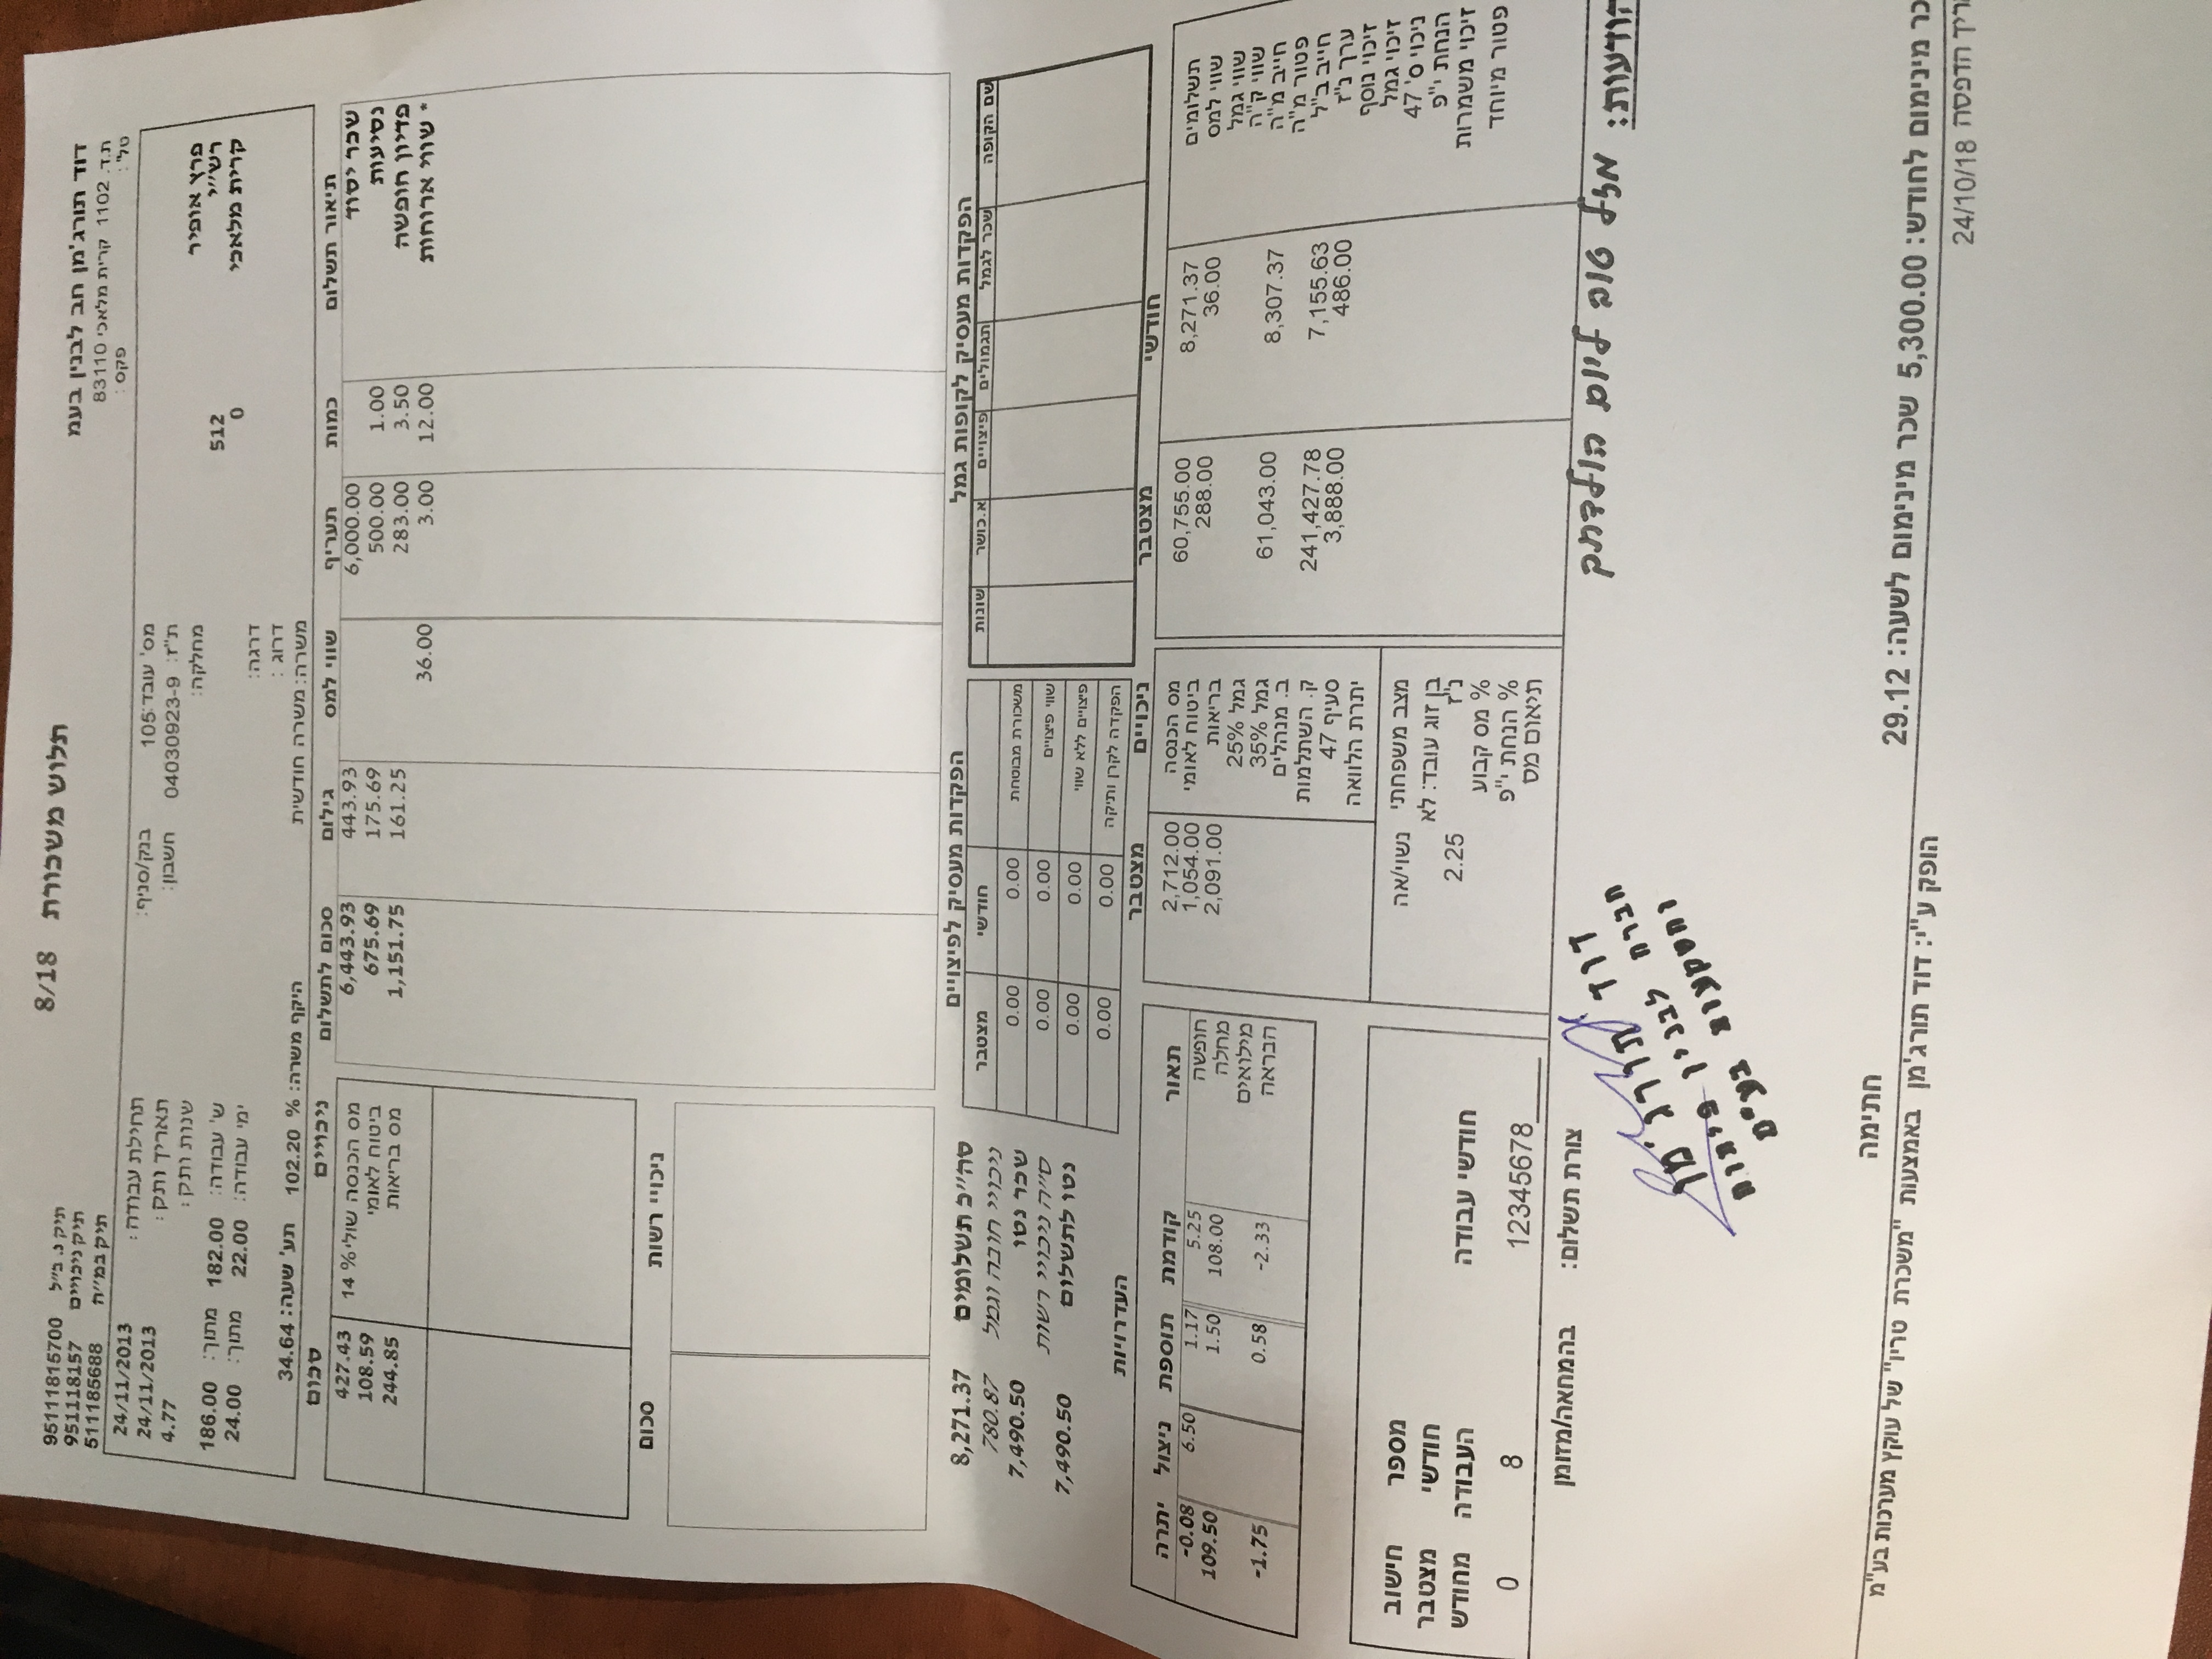 תלוש משכורת 8/18
דוד תורג'מן חב לבנין בעמ
ת.ד. 1102 קרית מלאכי 83110
טל': פקס:
תיק נ. ב"ל 95111815700
תיק ניכויים 951118157
תיק במ"ה 511185688
פרץ אופיר
רש"י 512
קרית מלאכי 0
מס' עובד: 105 בנק/סניף:
ת"ז: 04030923-9 חשבון:
מחלקה:
דרגה:
דרוג:
משרה: משרה חודשית היקף משרה: % 102.20 תע' שעה: 34.64
תחילת עבודה: 24/11/2013
תאריך ותק: 24/11/2013
שנות ותק: 4.77
ש' עבודה: 182.00 מתוך: 186.00
ימי עבודה: 22.00 מתוך: 24.00
תיאור תשלום כמות תעריף שווי למס גילום סכום לתשלום
שכר יסוד 6,000.00 443.93 6,443.93
נסיעות 1.00 500.00 175.69 675.69
פדיון חופשה 3.50 283.00 161.25 1,151.75
* שווי ארוחות 12.00 3.00 36.00
ניכויים סכום
מס הכנסה שולי 14% 427.43
ביטוח לאומי 108.59
מס בריאות 244.85
ניכויי רשות סכום
סה"כ תשלומים 8,271.37
ניכויי חובה וגמל 780.87
שכר נטו 7,490.50
ס"ה ניכויי רשות
נטו לתשלום 7,490.50
הפקדות מעסיק לקופות גמל
שם הקופה שכר לגמל תגמולים פיצויים א.כושר שונות
הפקדות מעסיק לפיצויים
חודשי מצטבר
משכורת מבוטחת 0.00 0.00
שווי פיצויים 0.00 0.00
פיצויים ללא שווי 0.00 0.00
הפקדה לקרן ותיקה 0.00 0.00
חודשי מצטבר
תשלומים 8,271.37 60,755.00
שווי למס 36.00 288.00
שווי גמל
שווי ק"ה
חייב מ"ה 8,307.37 61,043.00
פטור מ"ה
חייב ב"ל 7,155.63 241,427.78
ערך נ"ז 486.00 3,888.00
זיכוי נוסף
זיכוי גמל
ניכוי ס' 47
הנחת י"פ
זיכוי משמרות
פטור מיוחד
ניכויים מצטבר
מס הכנסה 2,712.00
ביטוח לאומי 1,054.00
בריאות 2,091.00
גמל 25%
גמל 35%
ב. מנהלים
ק. השתלמות
סעיף 47
יתרת הלוואה
מצב משפחתי נשוי/אה
בן זוג עובד: לא
נ"ז 2.25
% מס קבוע
% הנחת י"פ
תיאום מס
העדרויות
תאור קודמת תוספת ניצול יתרה
חופשה 5.25 1.17 6.50 -0.08
מחלה 108.00 1.50 109.50
מילואים
הבראה -2.33 0.58 -1.75
חודשי עבודה מספר חודשי העבודה חישוב מצטבר מחודש
12345678____ 8 0
צורת תשלום: בהמחאה/מזומן
הודעות: מזל טוב ליום הולדתך
דוד תורג'מן
חברה לבנין פיתוח
והשקעות בע"מ
חתימה
כר מינימום לחודש: 5,300.00 שכר מינימום לשעה: 29.12
הופק ע"י: דוד תורג'מן באמצעות "משכרת טריו" של עוקץ מערכות בע"מ
ריך הדפסה 24/10/18